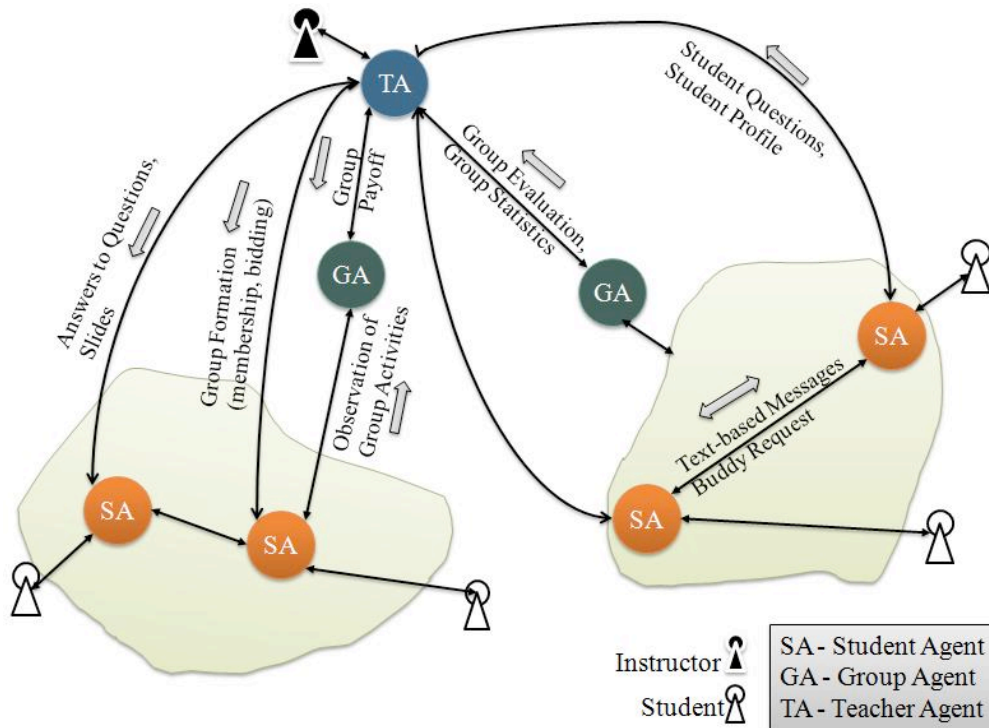 TA
Student Questions,
Student Profile
Group Evaluation,
Group Statistics
Group
Payoff
Answers to Questions,
Slides
Group Formation
(membership, bidding)
GA
GA
Observation of
Group Activities
SA
Text-based Messages
Buddy Request
SA
SA
SA
Instructor
Student
SA - Student Agent
GA - Group Agent
TA - Teacher Agent